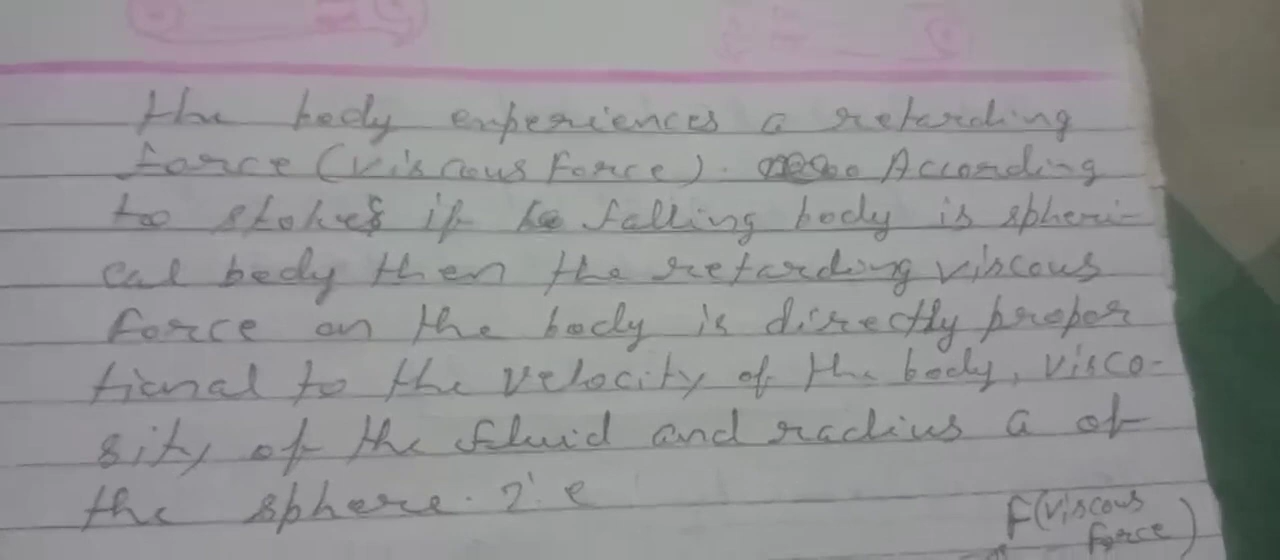 the body experiences a retarding
force (viscous force). According
to stokes if falling body is spheri-
cal body then the retarding viscous
force on the body is directly propor
tional to the velocity of the body, visco-
sity of the fluid and radius a of
the sphere. i.e
F(viscous
force)